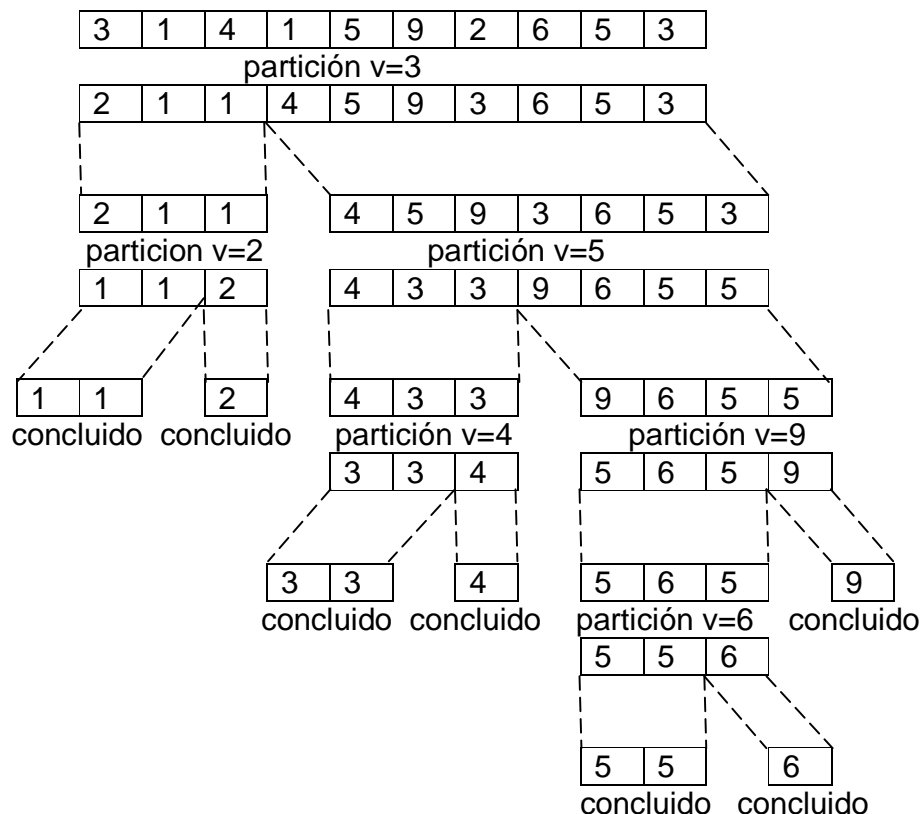 3 1 4 1 5 9 2 6 5 3
partición v=3
2 1 1 4 5 9 3 6 5 3
2 1 1 4 5 9 3 6 5 3
particion v=2 partición v=5
1 1 2 4 3 3 9 6 5 5
1 1 2 4 3 3 9 6 5 5
concluido concluido partición v=4 partición v=9
3 3 4 5 6 5 9
3 3 4 5 6 5 9
concluido concluido partición v=6 concluido
5 5 6
5 5 6
concluido concluido